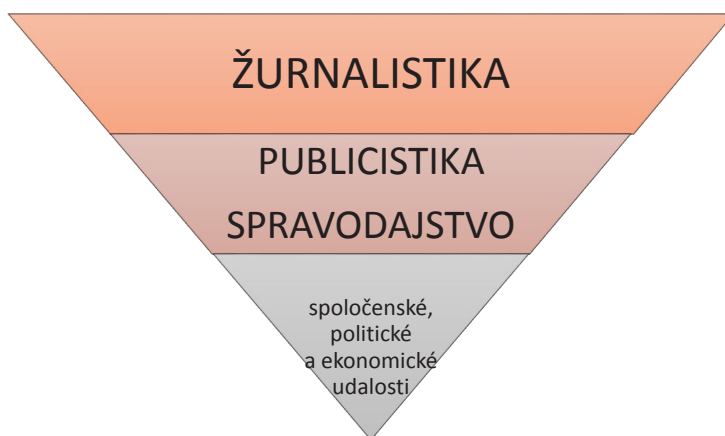 ŽURNALISTIKA
PUBLICISTIKA
SPRAVODAJSTVO
spoločenské,
politické
a ekonomické
udalosti